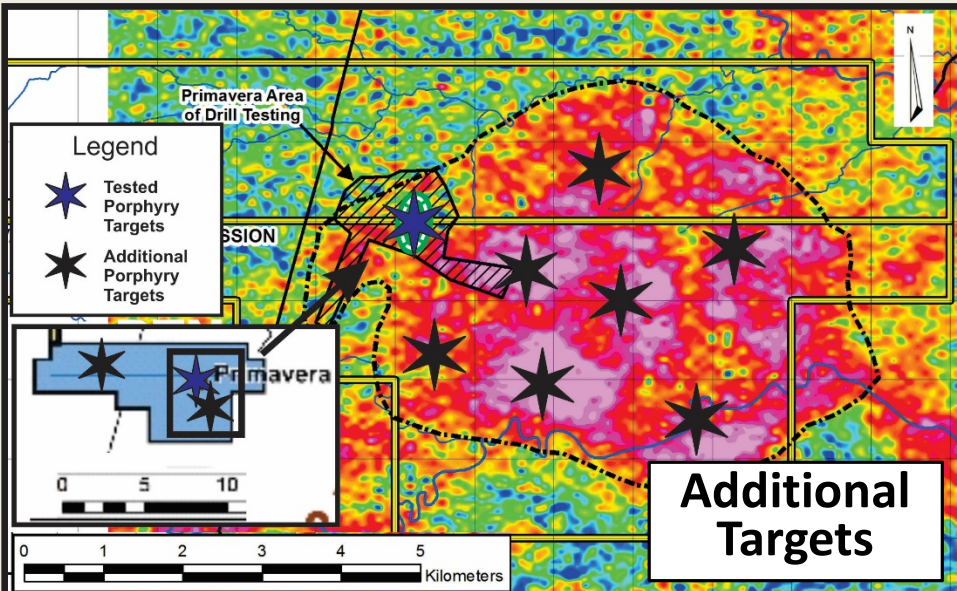 Primavera Area
of Drill Testing
N
Legend
Tested
Porphyry
Targets
SSION
Additional
Porphyry
Targets
Primavera
0 5 10
0 1 2 3 4 5
Kilometers
Additional
Targets